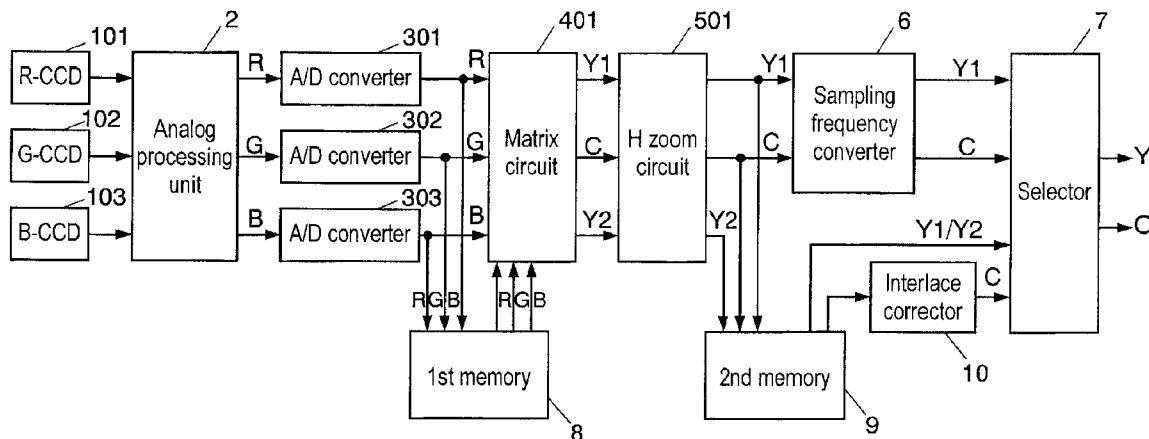 101 2 301 401 501 6 7
R-CCD R A/D converter R Y1 Y1 Y1
102 302
G-CCD Analog processing unit G A/D converter G Matrix circuit C H zoom circuit C Sampling frequency converter C Selector Y
103 303
B-CCD B A/D converter B Y2 Y2 Y1/Y2 C
R G B R G B Interlace corrector C
1st memory 2nd memory 10
8 9